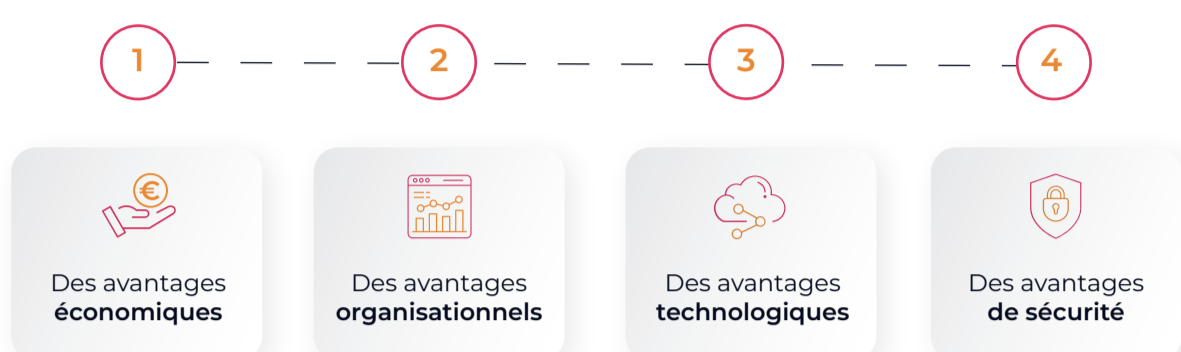 1
2
3
4
€
Des avantages
économiques
Des avantages
organisationnels
Des avantages
technologiques
Des avantages
de sécurité